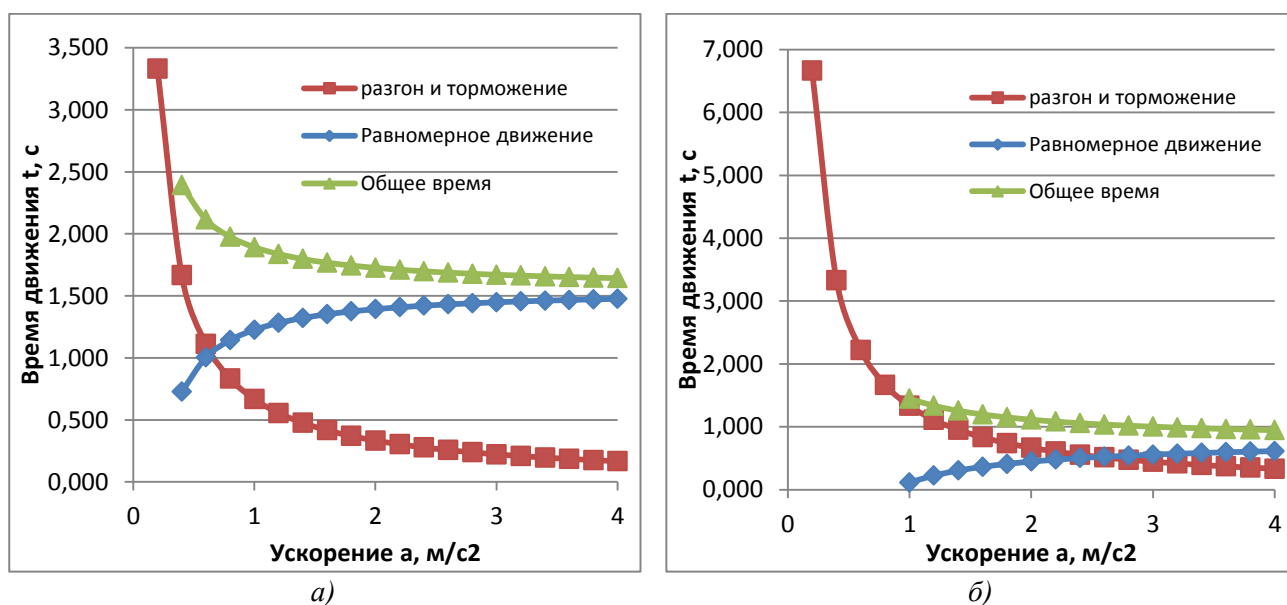 3,500
3,000
2,500
2,000
1,500
1,000
0,500
0,000
0 1 2 3 4
Время движения t, с
Ускорение a, м/с2
разгон и торможение
Равномерное движение
Общее время
а)
7,000
6,000
5,000
4,000
3,000
2,000
1,000
0,000
0 1 2 3 4
Время движения t, с
Ускорение a, м/с2
разгон и торможение
Равномерное движение
Общее время
б)